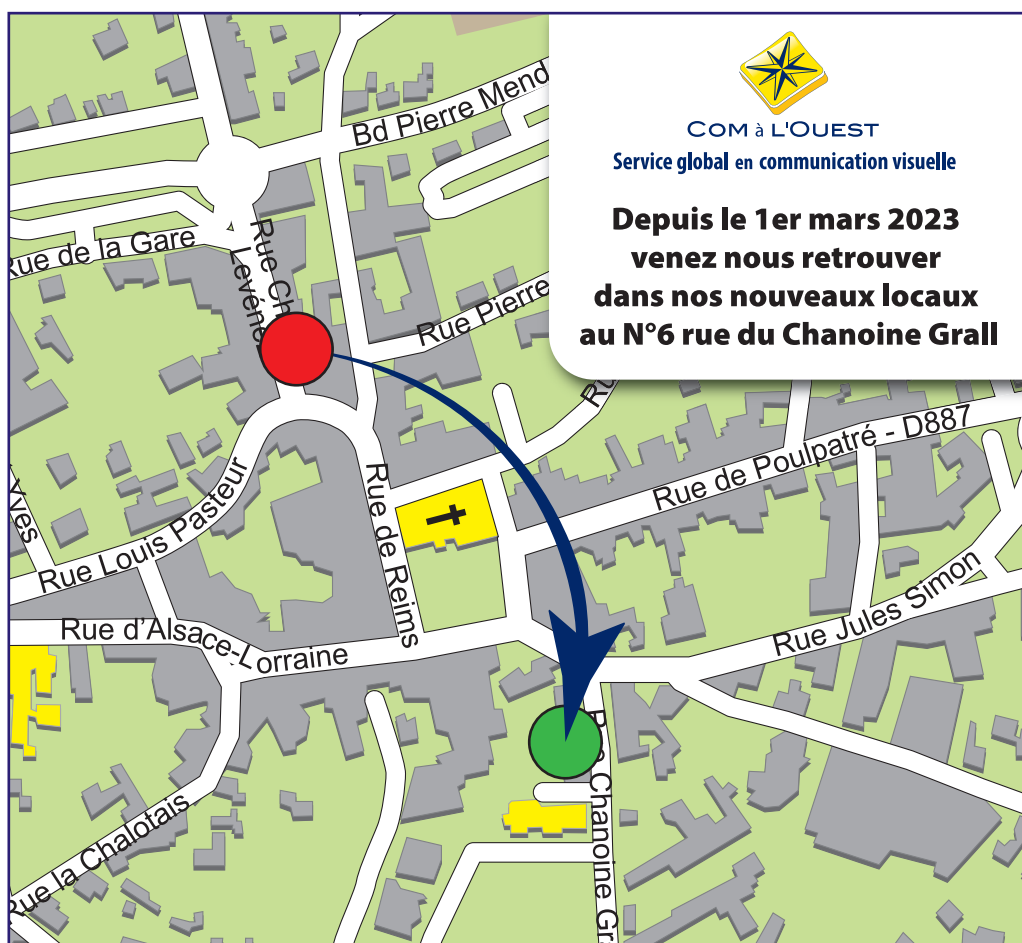 COM à L'OUEST
Service global en communication visuelle
Depuis le 1er mars 2023
venez nous retrouver
dans nos nouveaux locaux
au N°6 rue du Chanoine Grall
Bd Pierre Mend
Rue de la Gare
Rue Ch
Lévéne
Rue Pierre
Ru
Rue de Poulpatré - D887
Yves
Rue Louis Pasteur
Rue de Reims
Rue d'Alsace-Lorraine
Rue Jules Simon
Rue la Chalotais
Chanoine Gr